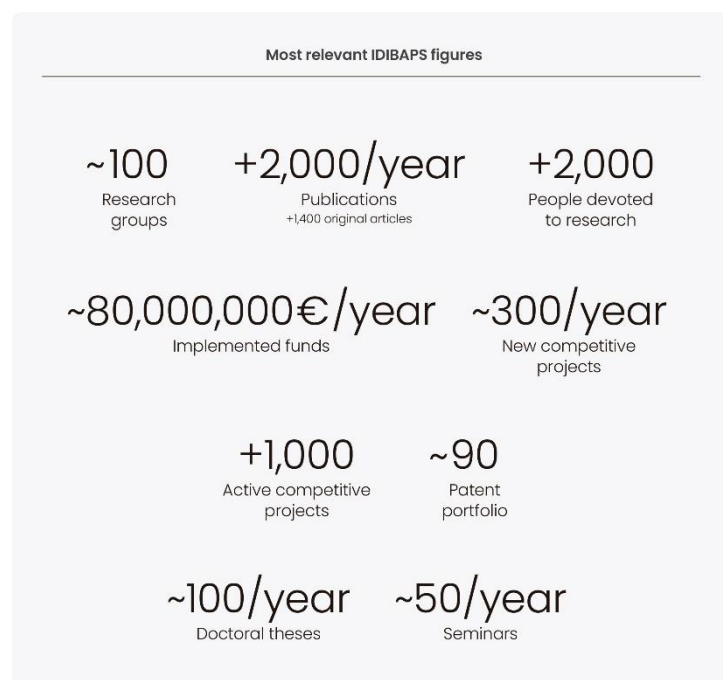 Most relevant IDIBAPS figures
~100
Research
groups
+2,000/year
Publications
+1,400 original articles
+2,000
People devoted
to research
~80,000,000€/year
Implemented funds
~300/year
New competitive
projects
+1,000
Active competitive
projects
~90
Patent
portfolio
~100/year
Doctoral theses
~50/year
Seminars